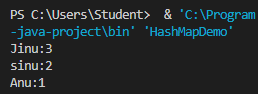 PS C:\Users\Student>  & 'C:\Program
-java-project\bin' 'HashMapDemo'
Jinu:3
sinu:2
Anu:1